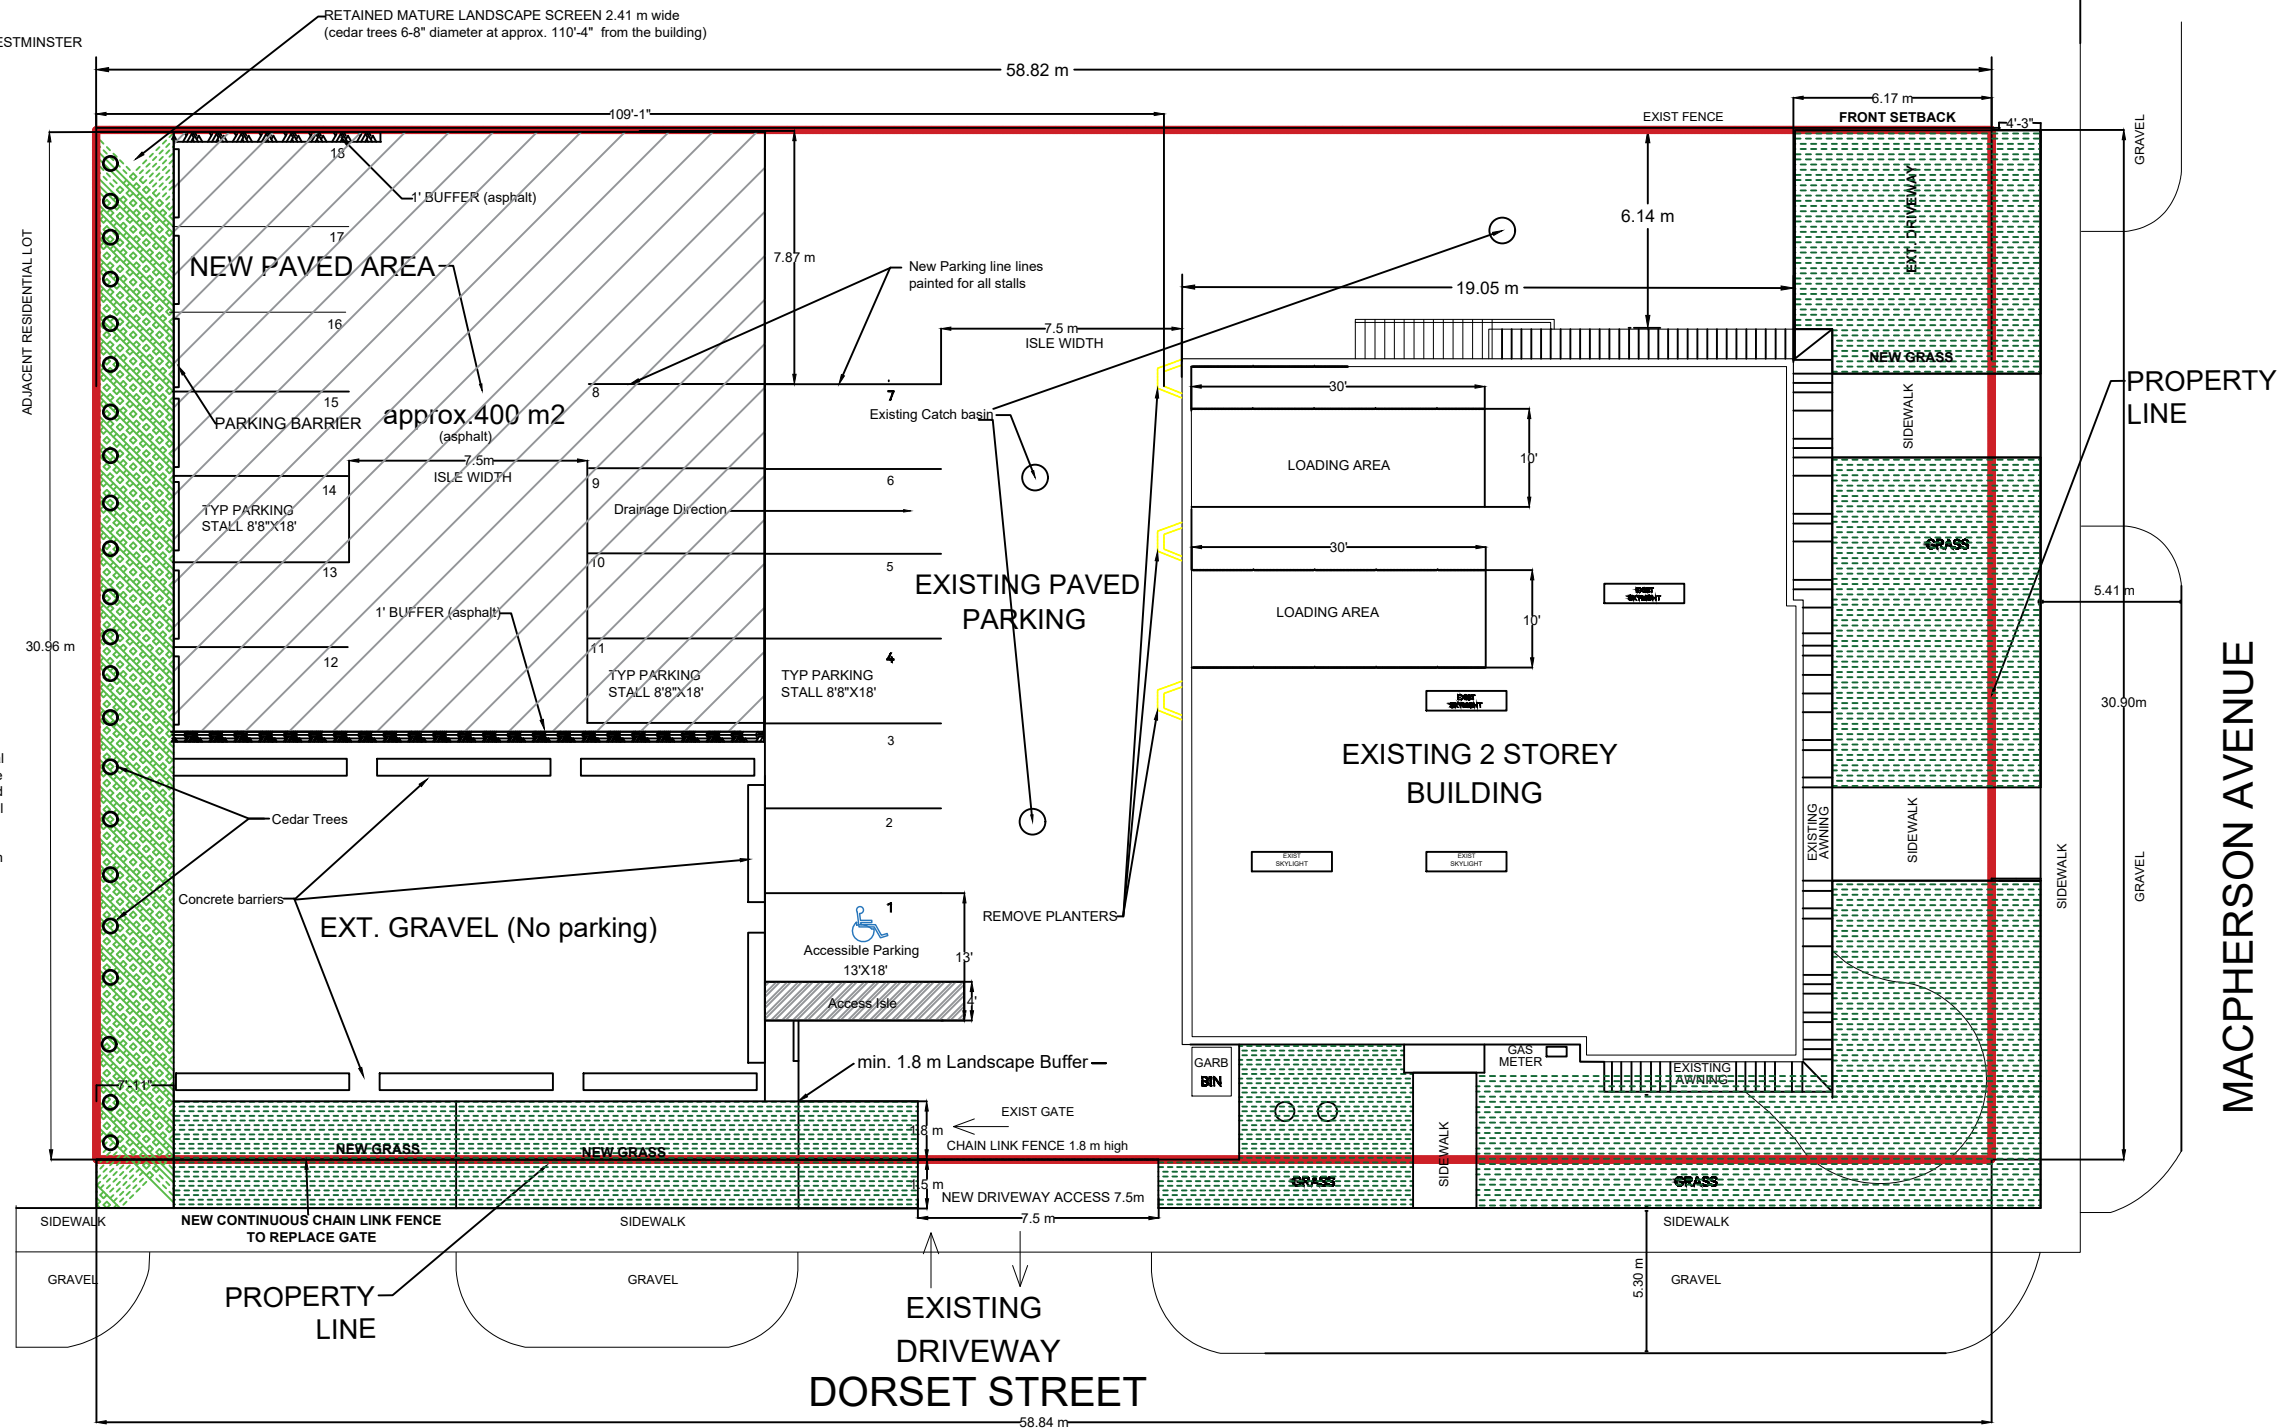 RETAINED MATURE LANDSCAPE SCREEN 2.41 m wide
(cedar trees 6-8" diameter at approx. 110'-4" from the building)
ESTMINSTER
58.82 m
109'-1"
6.17 m
FRONT SETBACK
EXIST FENCE
4'-3"
GRAVEL
18
1' BUFFER (asphalt)
17
NEW PAVED AREA
7.87 m
New Parking line lines
painted for all stalls
6.14 m
EXT. DRIVEWAY
ADJACENT RESIDENTIAL LOT
16
19.05 m
7.5 m
ISLE WIDTH
NEW GRASS
15
PARKING BARRIER
approx.400 m2
(asphalt)
8
7
Existing Catch basin
30'
SIDEWALK
PROPERTY
LINE
7.5m
ISLE WIDTH
14
TYP PARKING
STALL 8'8"X18'
9
6
Drainage Direction
LOADING AREA
10'
30'
GRASS
13
10
5
EXISTING PAVED
PARKING
EXIST
SKYLIGHT
5.41 m
1' BUFFER (asphalt)
LOADING AREA
10'
30.96 m
12
11
4
TYP PARKING
STALL 8'8"X18'
TYP PARKING
STALL 8'8"X18'
EXIST
SKYLIGHT
30.90m
MACPHERSON AVENUE
3
EXISTING 2 STOREY
BUILDING
Cedar Trees
2
EXISTING
AWNING
SIDEWALK
SIDEWALK
GRAVEL
EXIST
SKYLIGHT
EXIST
SKYLIGHT
Concrete barriers
EXT. GRAVEL (No parking)
1
Accessible Parking
13'X18'
13'
REMOVE PLANTERS
Access Isle
4'
min. 1.8 m Landscape Buffer
GARB
BIN
GAS
METER
EXISTING
AWNING
7'-11"
EXIST GATE
1.8 m
CHAIN LINK FENCE 1.8 m high
NEW GRASS
NEW GRASS
SIDEWALK
1.5 m
NEW DRIVEWAY ACCESS 7.5m
GRASS
GRASS
7.5 m
SIDEWALK
NEW CONTINUOUS CHAIN LINK FENCE
TO REPLACE GATE
SIDEWALK
SIDEWALK
GRAVEL
GRAVEL
5.30 m
GRAVEL
PROPERTY
LINE
EXISTING
DRIVEWAY
DORSET STREET
58.84 m